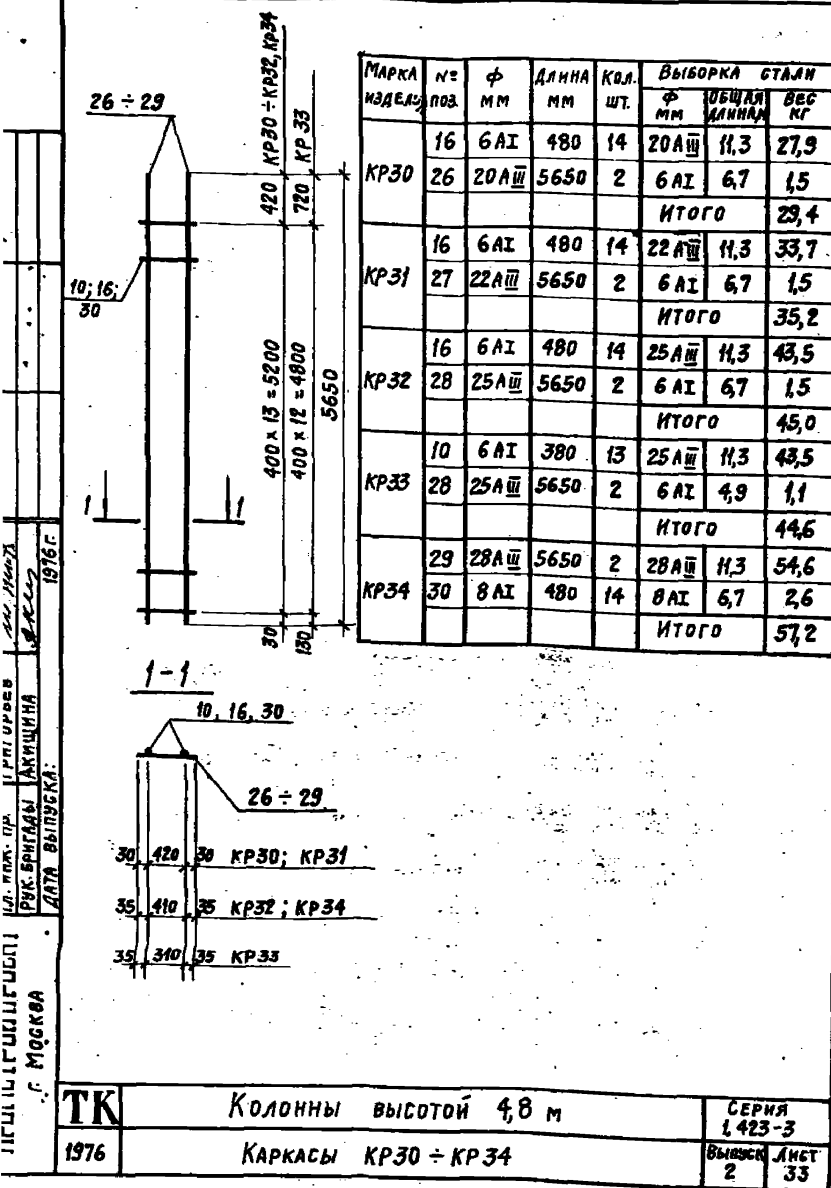 26 ÷ 29
420 КР30 ÷ КР32, КР34
720 КР 33
10; 16;
30
400 х 13 = 5200
400 х 12 = 4800
5650
1 1
30
130
МАРКА ИЗДЕЛ. № ПОЗ. ф ММ ДЛИНА ММ КОЛ. ШТ. ВЫБОРКА СТАЛИ
ф ММ ОБЩАЯ ДЛИНА ВЕС КГ
КР30 16 6АI 480 14 20АIII 11,3 27,9
26 20АIII 5650 2 6АI 6,7 1,5
ИТОГО 29,4
КР31 16 6АI 480 14 22АIII 11,3 33,7
27 22АIII 5650 2 6АI 6,7 1,5
ИТОГО 35,2
КР32 16 6АI 480 14 25АIII 11,3 43,5
28 25АIII 5650 2 6АI 6,7 1,5
ИТОГО 45,0
КР33 10 6АI 380 13 25АIII 11,3 43,5
28 25АIII 5650 2 6АI 4,9 1,1
ИТОГО 44,6
КР34 29 28АIII 5650 2 28АIII 11,3 54,6
30 8АI 480 14 8АI 6,7 2,6
ИТОГО 57,2
1-1
10, 16, 30
26 ÷ 29
30 420 30 КР30; КР31
35 410 35 КР32; КР34
35 310 35 КР33
РУК. БРИГАДЫ АКИШИНА
ДАТА ВЫПУСКА: 1976 г.
г. МОСКВА
ТК
1976
КОЛОННЫ ВЫСОТОЙ 4,8 м
КАРКАСЫ КР30 ÷ КР34
СЕРИЯ
1.423-3
ВЫПУСК
2
ЛИСТ
33